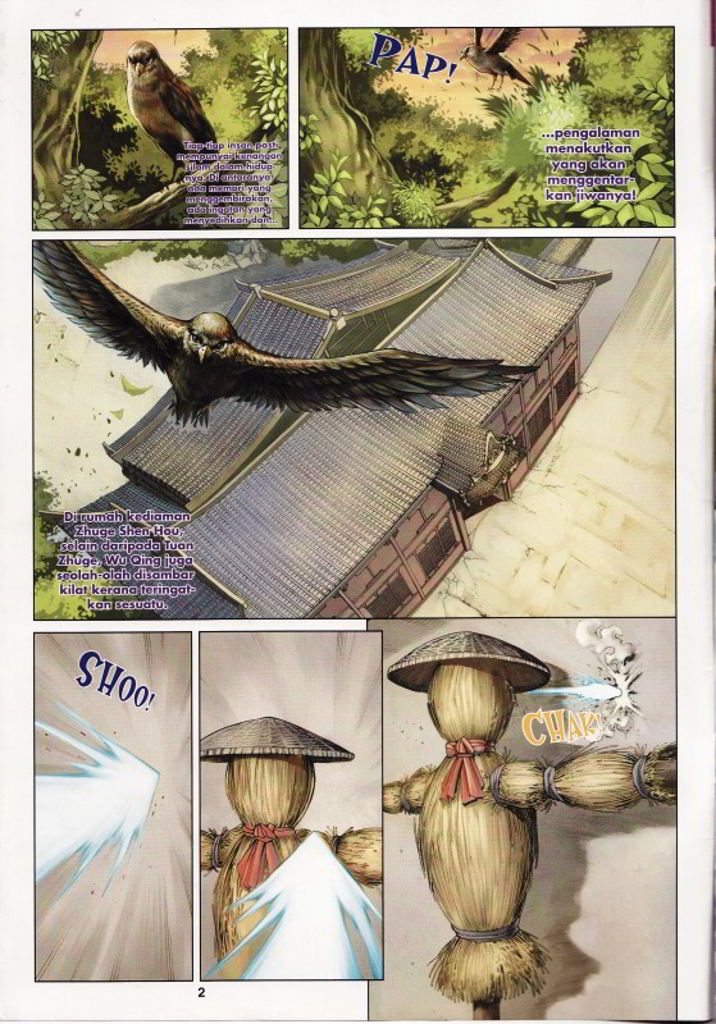 Tiap-tiap insan pasti
mempunyai kenangan
silam dalam hidup-
nya. Di antaranya,
ada memori yang
menggembirakan,
ada ingatan yang
menyedihkan dan...
PAP!
...pengalaman
menakutkan
yang akan
menggentar-
kan jiwanya!
Di rumah kediaman
Zhuge Shen Hou,
selain daripada Tuan
Zhuge, Wu Qing juga
seolah-olah disambar
kilat kerana teringat-
kan sesuatu.
SHOO!
CHAK!
2